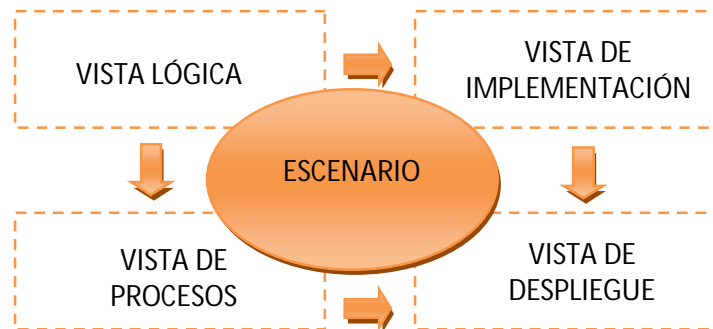 VISTA LÓGICA
VISTA DE
IMPLEMENTACIÓN
ESCENARIO
VISTA DE
PROCESOS
VISTA DE
DESPLIEGUE